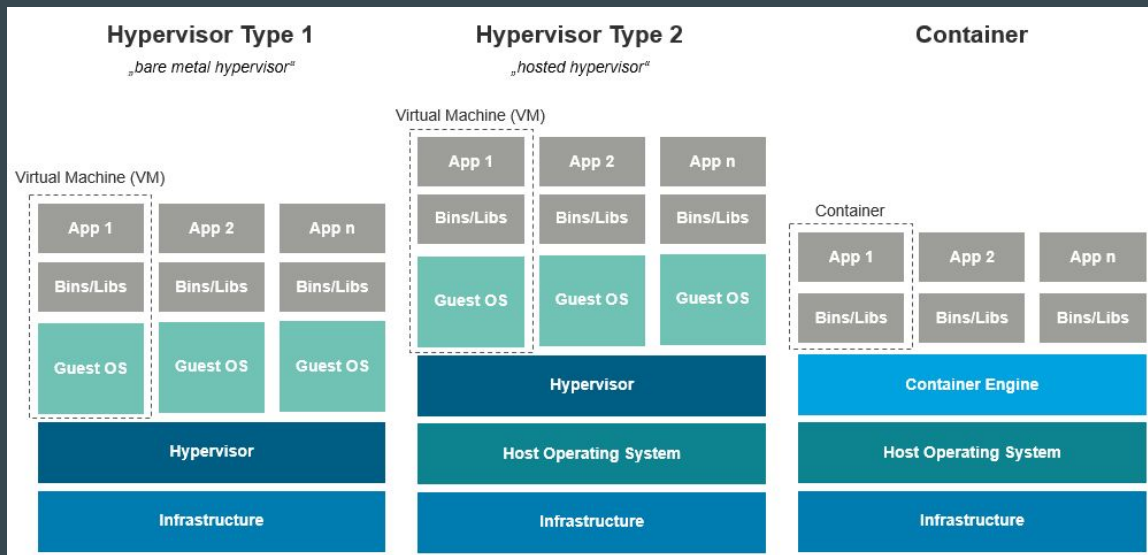 Hypervisor Type 1
„bare metal hypervisor“
Virtual Machine (VM)
App 1
App 2
App n
Bins/Libs
Bins/Libs
Bins/Libs
Guest OS
Guest OS
Guest OS
Hypervisor
Infrastructure
Hypervisor Type 2
„hosted hypervisor“
Virtual Machine (VM)
App 1
App 2
App n
Bins/Libs
Bins/Libs
Bins/Libs
Guest OS
Guest OS
Guest OS
Hypervisor
Host Operating System
Infrastructure
Container
Container
App 1
App 2
App n
Bins/Libs
Bins/Libs
Bins/Libs
Container Engine
Host Operating System
Infrastructure